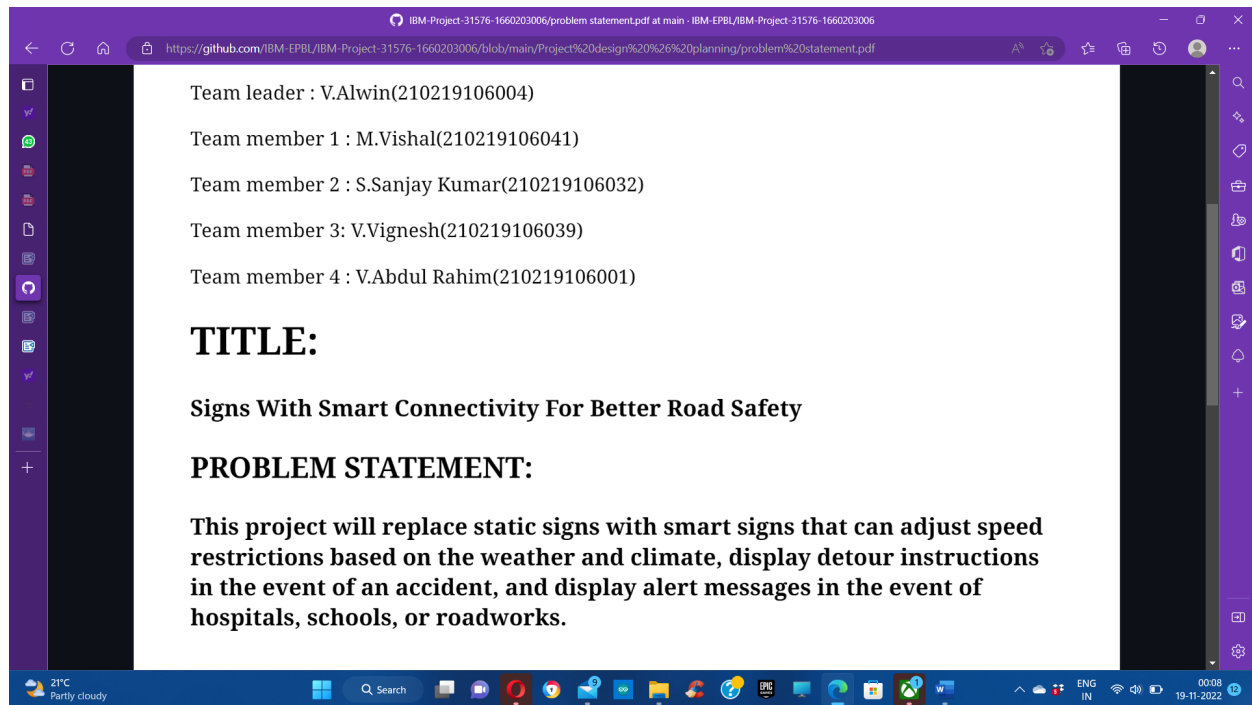 IBM-Project-31576-1660203006/problem statement.pdf at main · IBM-EPBL/IBM-Project-31576-1660203006
https://github.com/IBM-EPBL/IBM-Project-31576-1660203006/blob/main/Project%20design%20%26%20planning/problem%20statement.pdf
Team leader : V.Alwin(210219106004)
Team member 1 : M.Vishal(210219106041)
Team member 2 : S.Sanjay Kumar(210219106032)
Team member 3: V.Vignesh(210219106039)
Team member 4 : V.Abdul Rahim(210219106001)
TITLE:
Signs With Smart Connectivity For Better Road Safety
PROBLEM STATEMENT:
This project will replace static signs with smart signs that can adjust speed
restrictions based on the weather and climate, display detour instructions
in the event of an accident, and display alert messages in the event of
hospitals, schools, or roadworks.
21°C
Partly cloudy
Search
9
EPIC
1
ENG
IN
00:08
19-11-2022
12